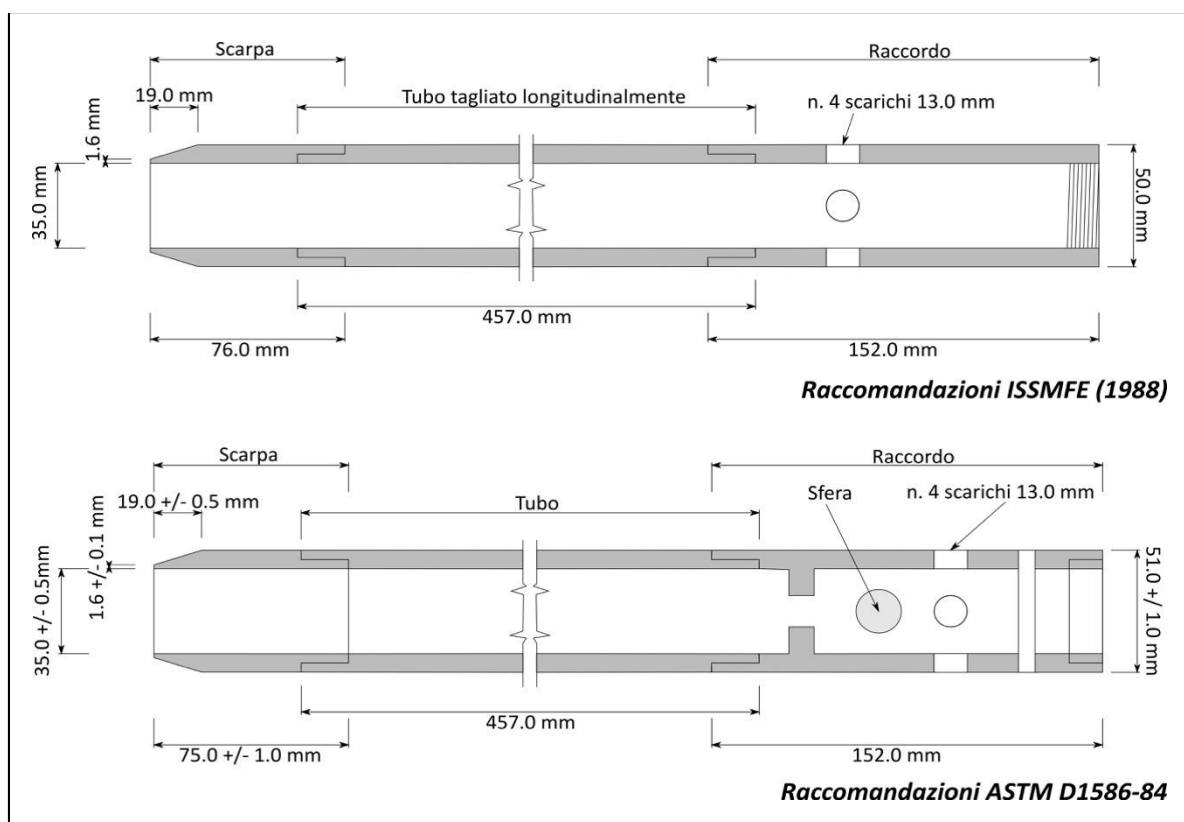 Scarpa
Raccordo
19.0 mm
Tubo tagliato longitudinalmente
n. 4 scarichi 13.0 mm
1.6 mm
35.0 mm
50.0 mm
457.0 mm
76.0 mm
152.0 mm
Raccomandazioni ISSMFE (1988)
Scarpa
Raccordo
19.0 +/- 0.5 mm
Tubo
Sfera
n. 4 scarichi 13.0 mm
1.6 +/- 0.1 mm
35.0 +/- 0.5mm
51.0 +/ 1.0 mm
457.0 mm
75.0 +/- 1.0 mm
152.0 mm
Raccomandazioni ASTM D1586-84